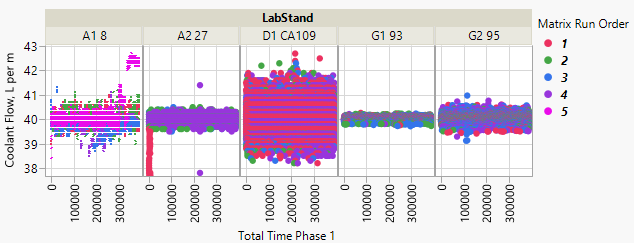 LabStand
A1 8 A2 27 D1 CA109 G1 93 G2 95
Matrix Run Order
1
2
3
4
5
Coolant Flow, L per m
43
42
41
40
39
38
0 100000 200000 300000 0 100000 200000 300000 0 100000 200000 300000 0 100000 200000 300000 0 100000 200000 300000
Total Time Phase 1